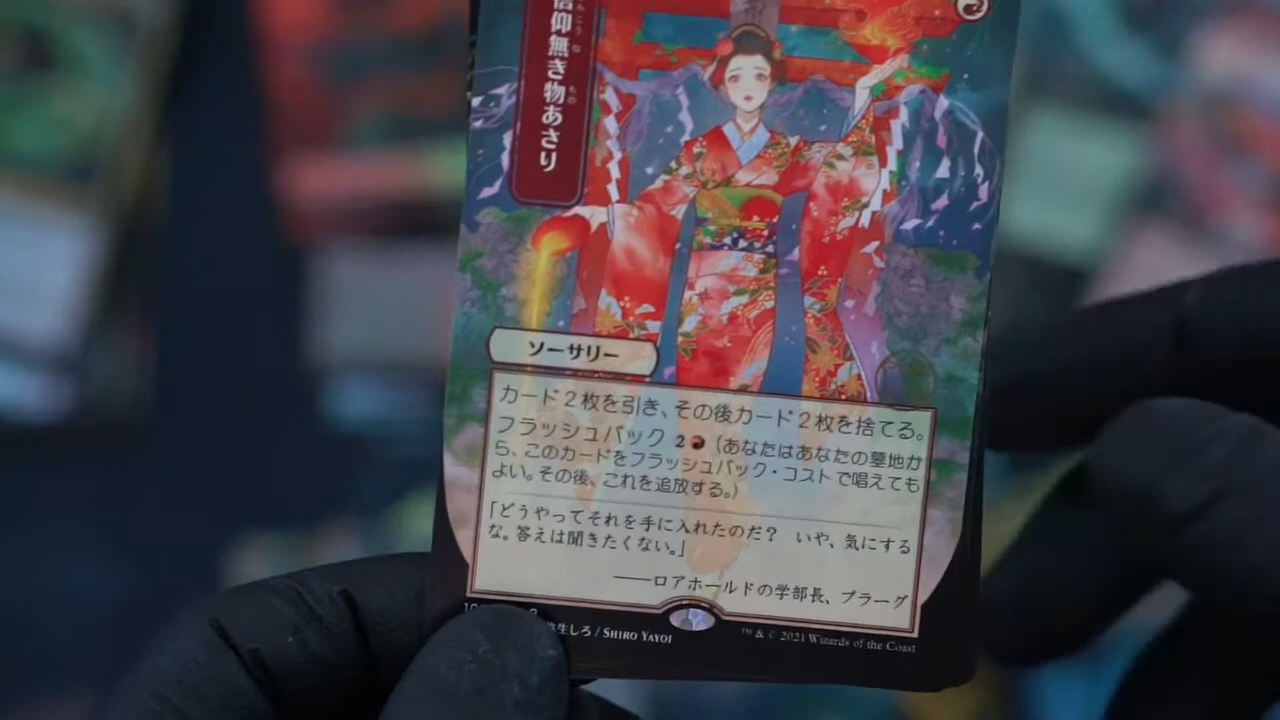 信仰無き物あさり
ソーサリー
カード2枚を引き、その後カード2枚を捨てる。
フラッシュバック 2 (あなたはあなたの墓地か
ら、このカードをフラッシュバック・コストで唱えても
よい。その後、これを追放する。)
「どうやってそれを手に入れたのだ? いや、気にする
な。答えは聞きたくない。」
――ロアホールドの学部長、プラーグ
生しろ / SHIRO YAYOI
™ & © 2021 Wizards of the Coast